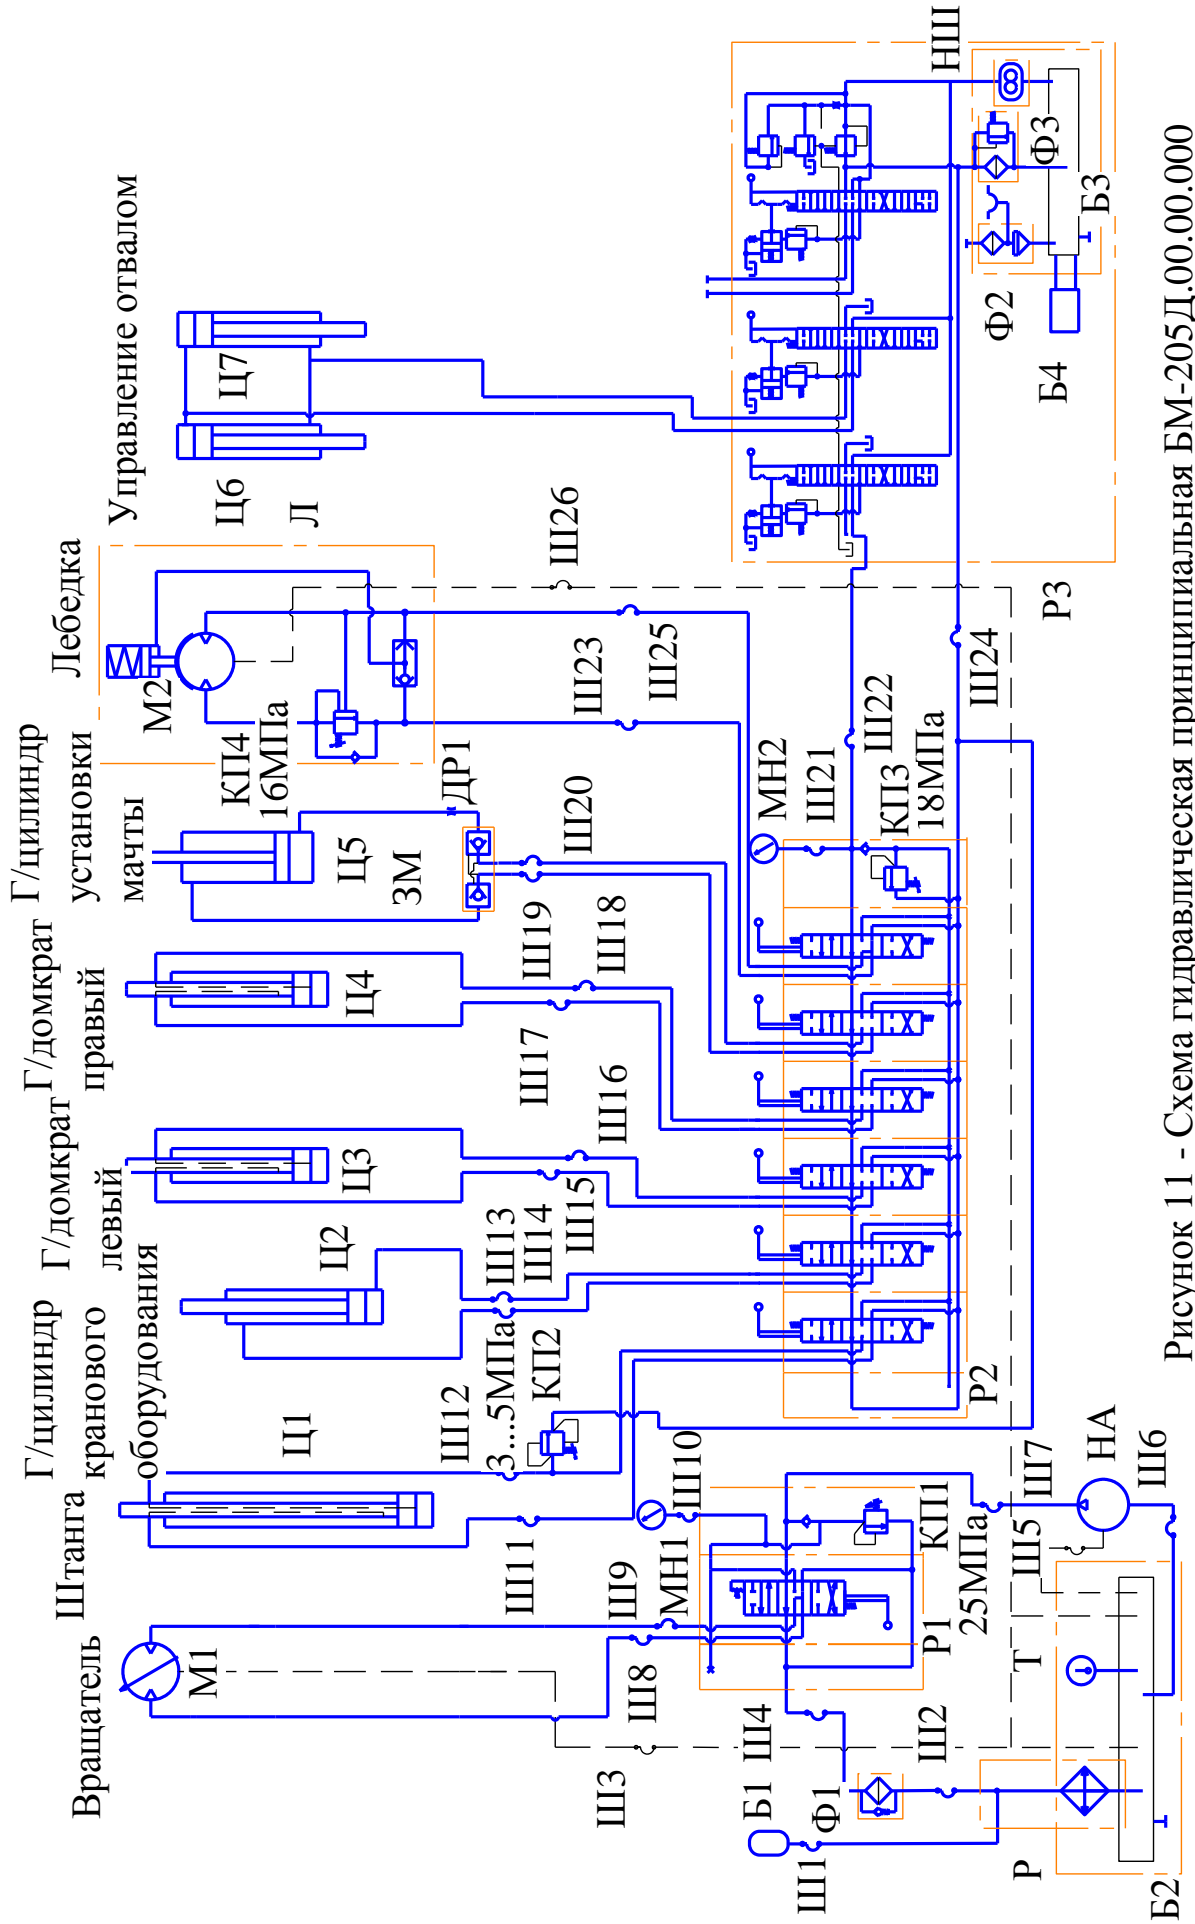 Вращатель
М1
Штанга
Г/цилиндр
кранового
оборудования
Ц1
Ц2
Г/домкрат
левый
Ц3
Г/домкрат
правый
Ц4
Г/цилиндр
установки
мачты
Ц5
ЗМ
ДР1
Лебедка
М2
КП4
16МПа
Л
Управление отвалом
Ц6
Ц7
Ш3
Ш8
Ш9
Ш11
Ш12
3...5МПа
КП2
Ш10
МН1
Ш13
Ш14
Ш15
Ш16
Ш17
Ш18
Ш19
Ш20
Ш23
Ш25
Ш26
МН2
Ш21
Ш22
КП3
18МПа
Ш24
Р2
Р3
НШ
Ф2
Ф3
Б3
Б4
Б1
Ш1
Ш4
Ф1
Ш2
Р1
КП1
25МПа
Ш5
Ш7
НА
Ш6
Т
Р
Б2
Рисунок 11 - Схема гидравлическая принципиальная БМ-205Д.00.00.000